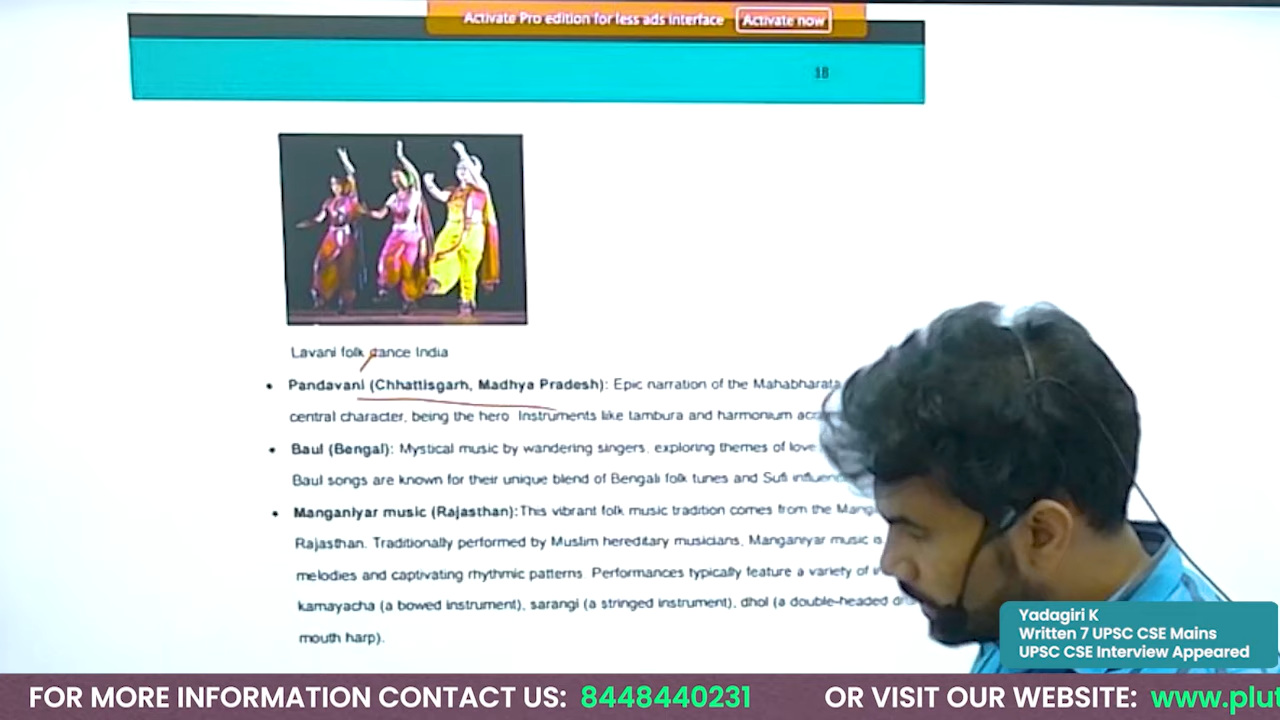 Activate Pro edition for less ads interface Activate now
18
Lavani folk dance India
• Pandavani (Chhattisgarh, Madhya Pradesh): Epic narration of the Mahabharata
central character, being the hero. Instruments like tambura and harmonium
• Baul (Bengal): Mystical music by wandering singers, exploring themes of love
Baul songs are known for their unique blend of Bengali folk tunes and Sufi
• Manganiyar music (Rajasthan): This vibrant folk music tradition comes from the
Rajasthan. Traditionally performed by Muslim hereditary musicians, Manganiyar music is
melodies and captivating rhythmic patterns. Performances typically feature a variety of
kamayacha (a bowed instrument), sarangi (a stringed instrument), dhol (a double-headed
mouth harp).
Yadagiri K
Written 7 UPSC CSE Mains
UPSC CSE Interview Appeared
FOR MORE INFORMATION CONTACT US: 8448440231 OR VISIT OUR WEBSITE: